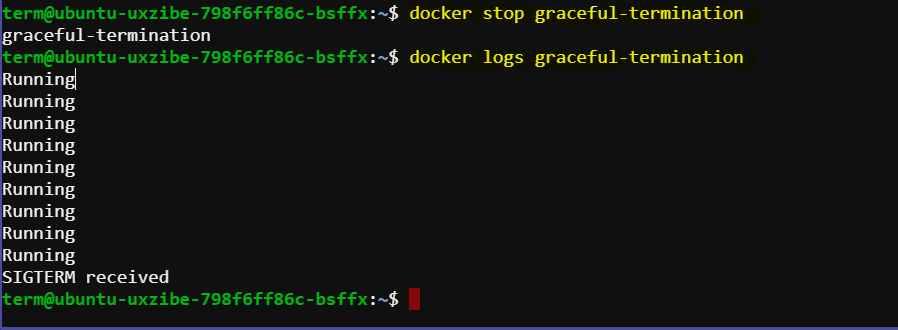 term@ubuntu-uxzibe-798f6ff86c-bsffx:~$ docker stop graceful-termination
graceful-termination
term@ubuntu-uxzibe-798f6ff86c-bsffx:~$ docker logs graceful-termination
Running
Running
Running
Running
Running
Running
Running
Running
Running
SIGTERM received
term@ubuntu-uxzibe-798f6ff86c-bsffx:~$